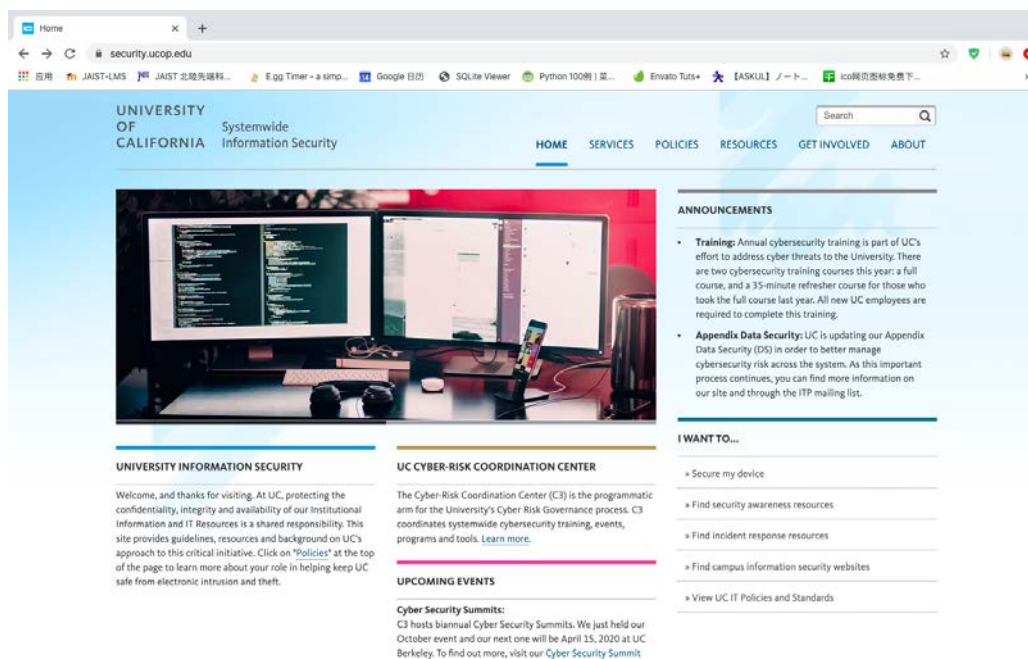 Home
security.ucop.edu
应用
JAIST-LMS
JAIST 北陸先端科...
E.gg Timer - a simp...
Google 日历
SQLite Viewer
Python 100例 | 菜...
Envato Tuts+
【ASKUL】ノート...
ico网页图标免费下...
UNIVERSITY
OF
CALIFORNIA
Systemwide
Information Security
Search
HOME SERVICES POLICIES RESOURCES GET INVOLVED ABOUT
ANNOUNCEMENTS
• Training: Annual cybersecurity training is part of UC's
effort to address cyber threats to the University. There
are two cybersecurity training courses this year: a full
course, and a 35-minute refresher course for those who
took the full course last year. All new UC employees are
required to complete this training.
• Appendix Data Security: UC is updating our Appendix
Data Security (DS) in order to better manage
cybersecurity risk across the system. As this important
process continues, you can find more information on
our site and through the ITP mailing list.
I WANT TO...
» Secure my device
» Find security awareness resources
» Find incident response resources
» Find campus information security websites
» View UC IT Policies and Standards
UNIVERSITY INFORMATION SECURITY
Welcome, and thanks for visiting. At UC, protecting the
confidentiality, integrity and availability of our Institutional
Information and IT Resources is a shared responsibility. This
site provides guidelines, resources and background on UC's
approach to this critical initiative. Click on "Policies" at the top
of the page to learn more about your role in helping keep UC
safe from electronic intrusion and theft.
UC CYBER-RISK COORDINATION CENTER
The Cyber-Risk Coordination Center (C3) is the programmatic
arm for the University's Cyber Risk Governance process. C3
coordinates systemwide cybersecurity training, events,
programs and tools. Learn more.
UPCOMING EVENTS
Cyber Security Summits:
C3 hosts biannual Cyber Security Summits. We just held our
October event and our next one will be April 15, 2020 at UC
Berkeley. To find out more, visit our Cyber Security Summit